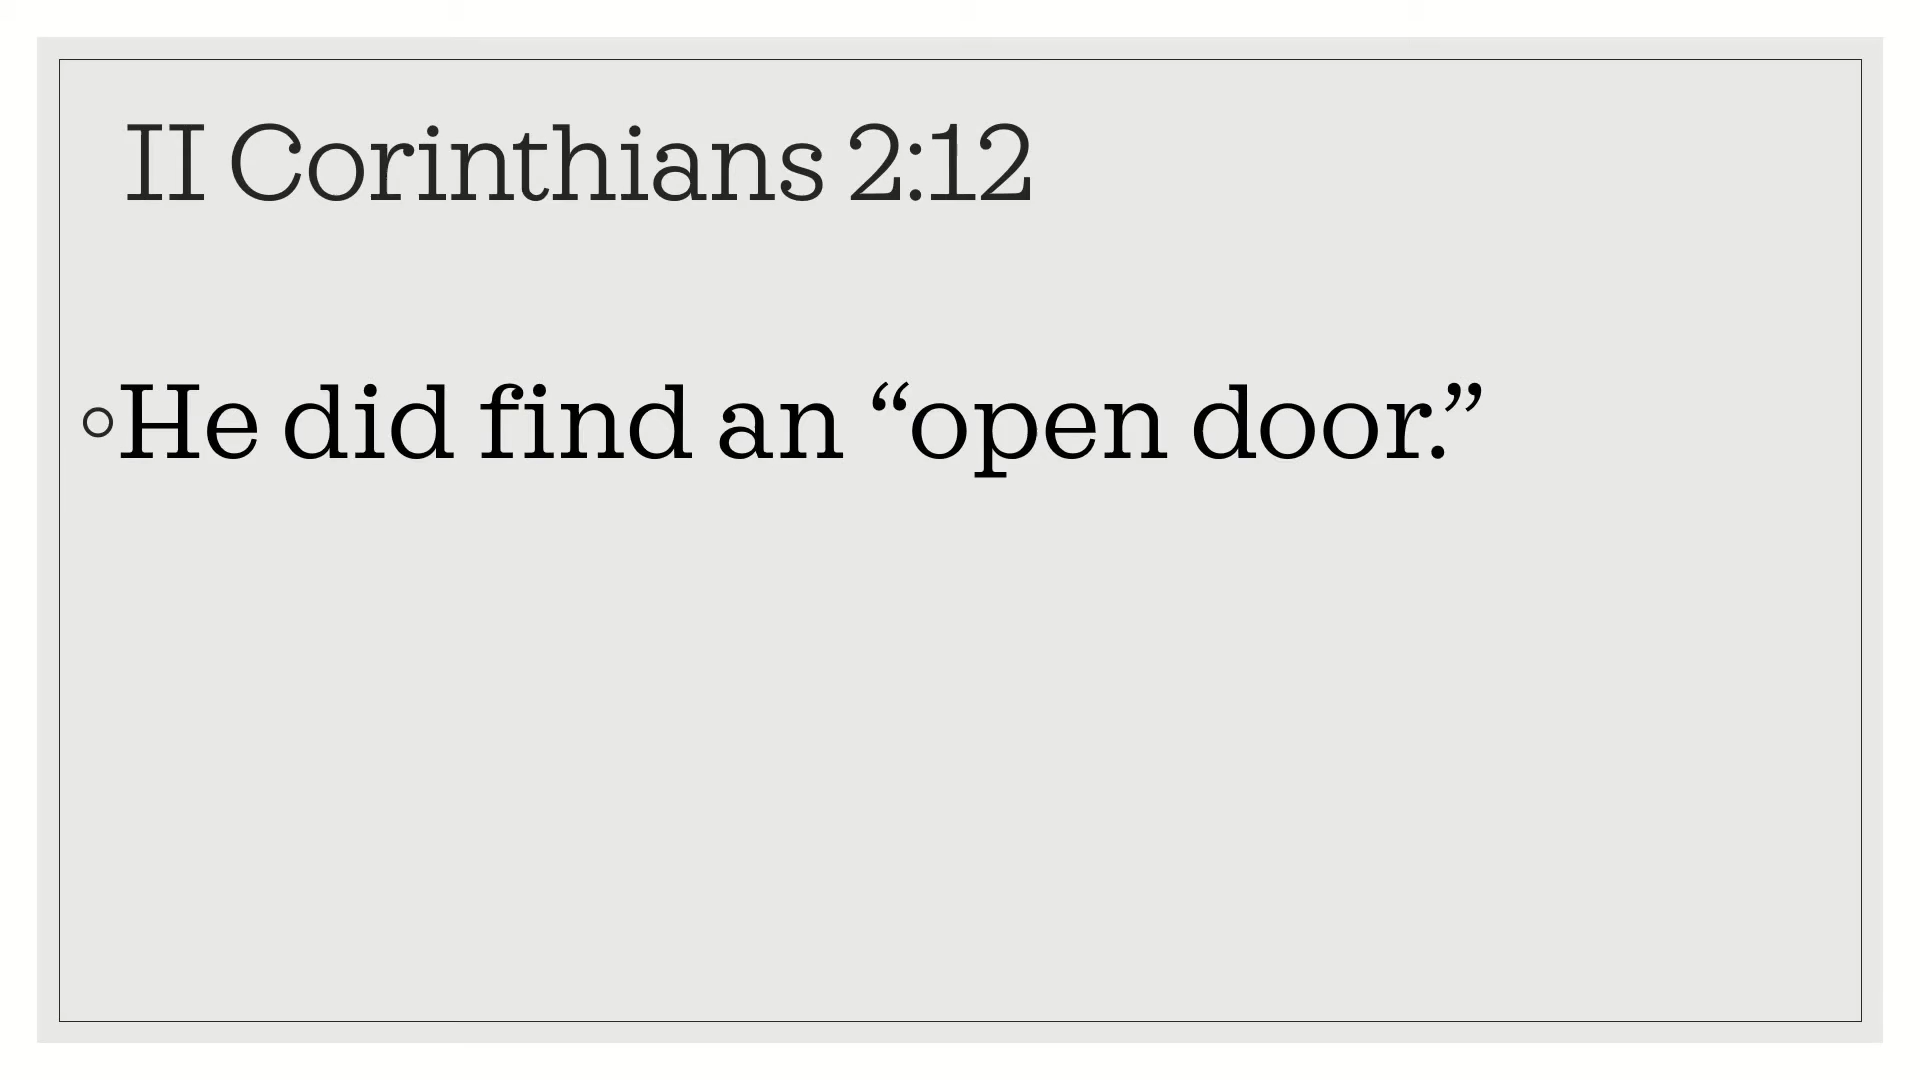 II Corinthians 2:12
◦He did find an “open door.”